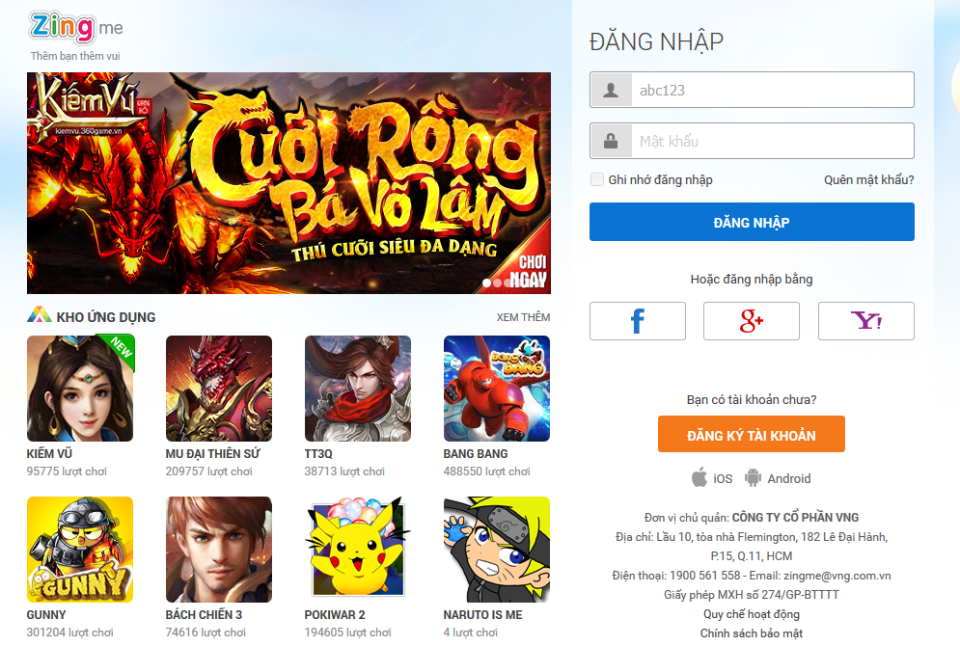 Zing me
Thêm bạn thêm vui
Kiếm Vũ
GANG HỒ
kiemvu.360game.vn
Cưới Rồng
Bá Võ Lâm
THÚ CƯỠI SIÊU ĐA DẠNG
CHƠI
NGAY
KHO ỨNG DỤNG
XEM THÊM
NEW
BANG BANG
KIẾM VŨ
MU ĐẠI THIÊN SỨ
TT3Q
BANG BANG
95775 lượt chơi
209757 lượt chơi
38713 lượt chơi
488550 lượt chơi
GUNNY
GUNNY
BÁCH CHIẾN 3
POKIWAR 2
NARUTO IS ME
301204 lượt chơi
74616 lượt chơi
194605 lượt chơi
4 lượt chơi
ĐĂNG NHẬP
abc123
Mật khẩu
Ghi nhớ đăng nhập
Quên mật khẩu?
ĐĂNG NHẬP
Hoặc đăng nhập bằng
f
g+
Y!
Bạn có tài khoản chưa?
ĐĂNG KÝ TÀI KHOẢN
iOS
Android
Đơn vị chủ quản: CÔNG TY CỔ PHẦN VNG
Địa chỉ: Lầu 10, tòa nhà Flemington, 182 Lê Đại Hành,
P.15, Q.11, HCM
Điện thoại: 1900 561 558 - Email: zingme@vng.com.vn
Giấy phép MXH số 274/GP-BTTTT
Quy chế hoạt động
Chính sách bảo mật